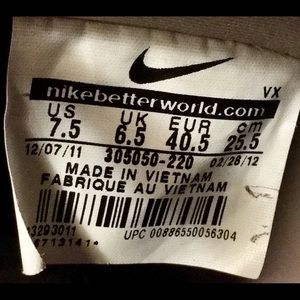 VX
nikebetterworld.com
US UK EUR cm
7.5 6.5 40.5 25.5
12/07/11 305050-220 02/26/12
MADE IN VIETNAM
FABRIQUE AU VIETNAM
UPC 00886550056304